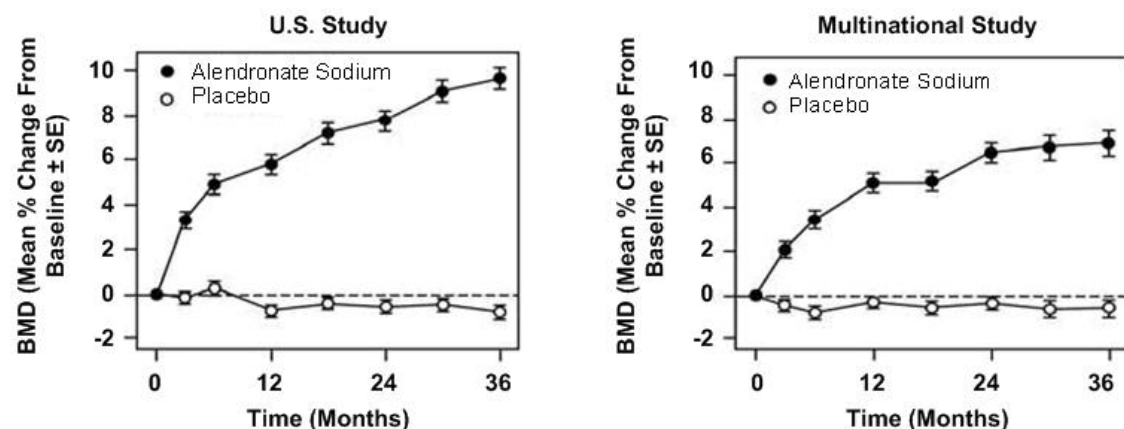 U.S. Study
BMD (Mean % Change From
Baseline ± SE)
10
8
6
4
2
0
-2
Alendronate Sodium
Placebo
0
12
24
36
Time (Months)
Multinational Study
BMD (Mean % Change From
Baseline ± SE)
10
8
6
4
2
0
-2
Alendronate Sodium
Placebo
0
12
24
36
Time (Months)